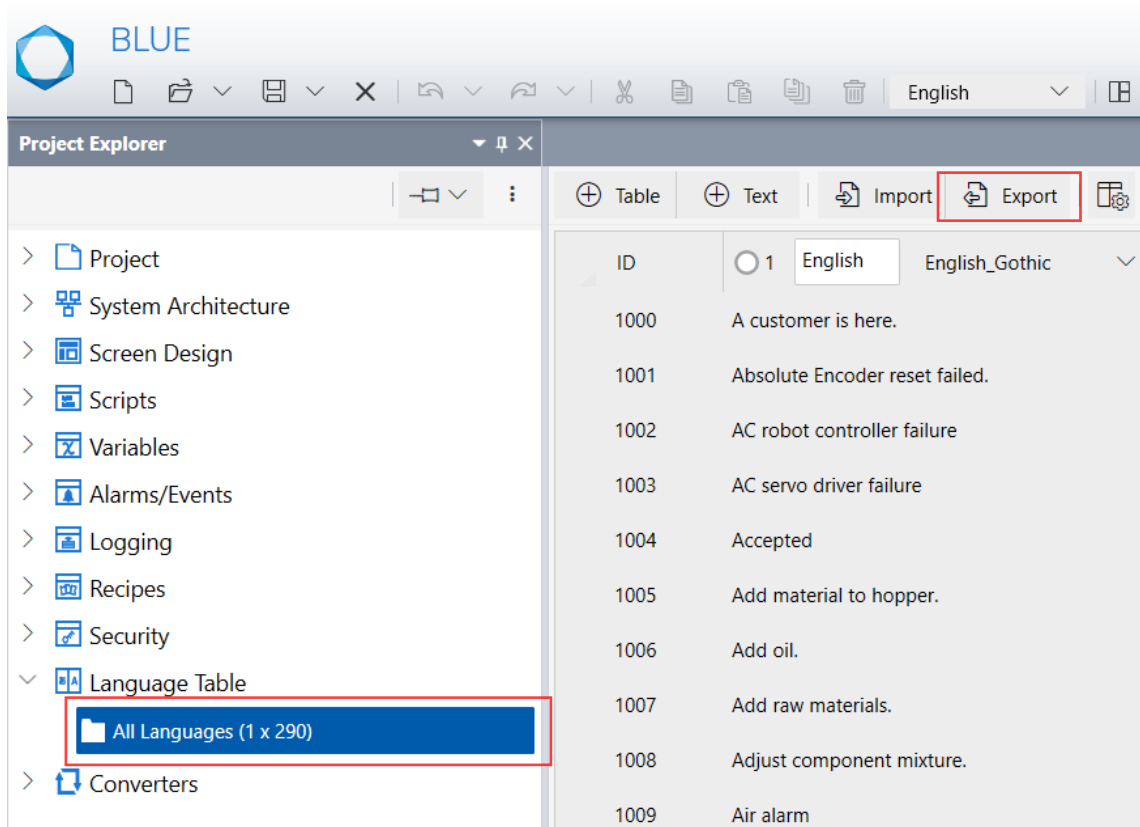 BLUE
English
Project Explorer
Table Text Import Export
Project
System Architecture
Screen Design
Scripts
Variables
Alarms/Events
Logging
Recipes
Security
Language Table
All Languages (1 x 290)
Converters
ID 1 English English_Gothic
1000 A customer is here.
1001 Absolute Encoder reset failed.
1002 AC robot controller failure
1003 AC servo driver failure
1004 Accepted
1005 Add material to hopper.
1006 Add oil.
1007 Add raw materials.
1008 Adjust component mixture.
1009 Air alarm